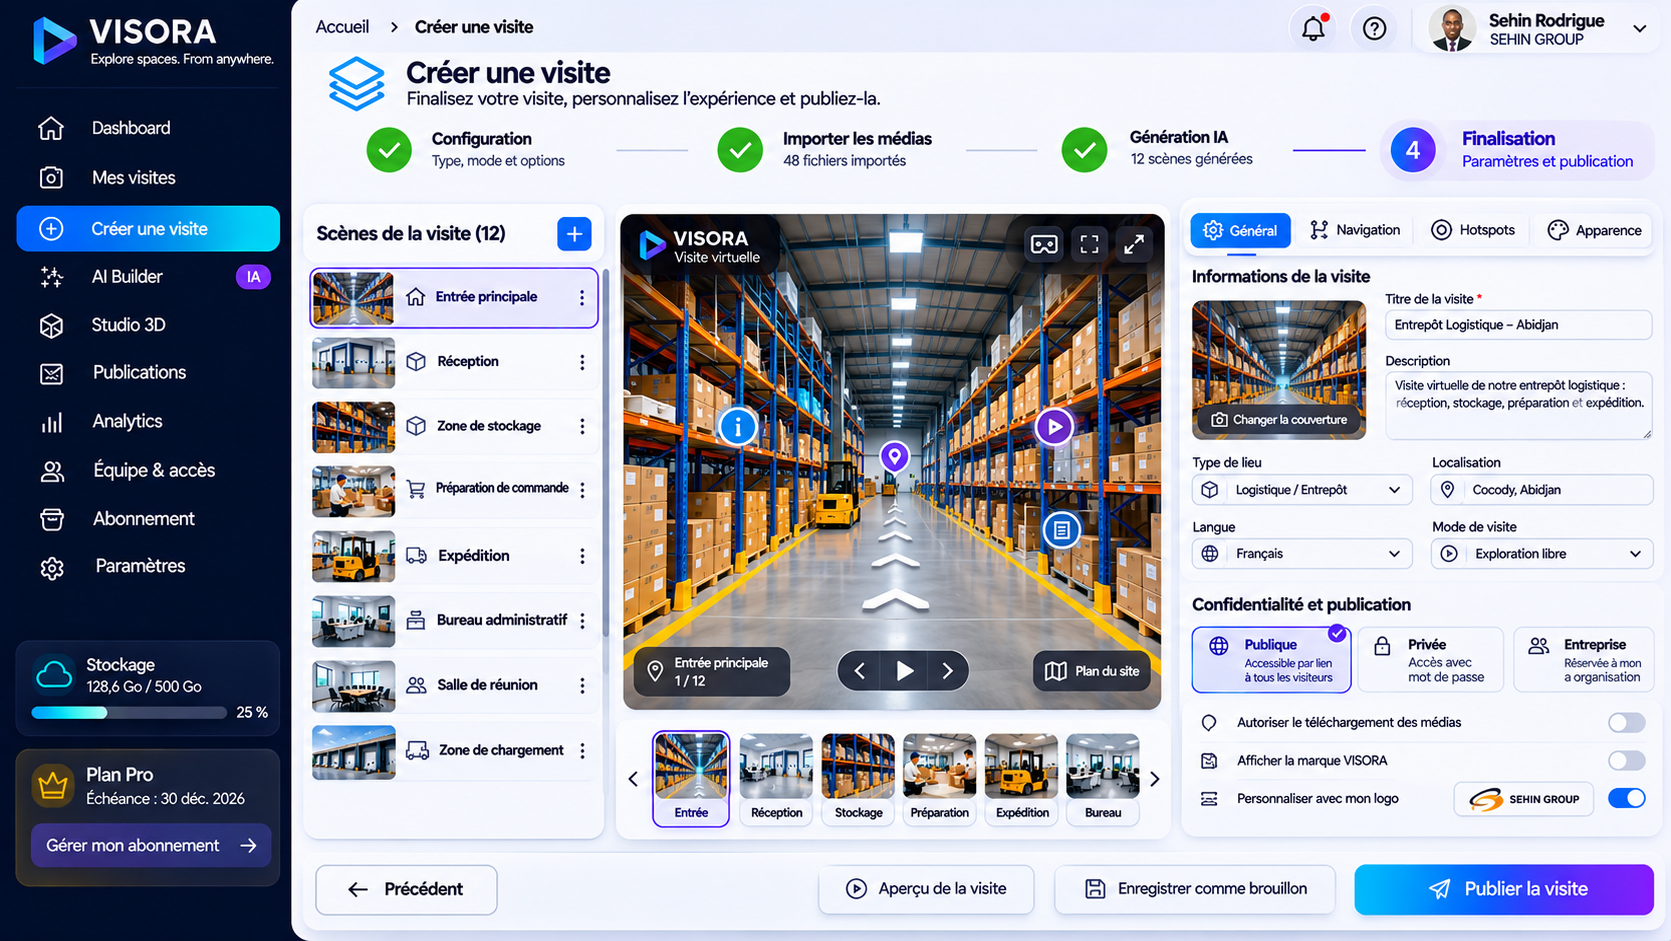 VISORA
Explore spaces. From anywhere.
Dashboard
Mes visites
Créer une visite
AI Builder
IA
Studio 3D
Publications
Analytics
Équipe & accès
Abonnement
Paramètres
Stockage
128,6 Go / 500 Go
25 %
Plan Pro
Échéance : 30 déc. 2026
Gérer mon abonnement
Accueil > Créer une visite
Sehin Rodrigue
SEHIN GROUP
Créer une visite
Finalisez votre visite, personnalisez l'expérience et publiez-la.
Configuration
Type, mode et options
Importer les médias
48 fichiers importés
Génération IA
12 scènes générées
4
Finalisation
Paramètres et publication
Scènes de la visite (12)
Entrée principale
Réception
Zone de stockage
Préparation de commande
Expédition
Bureau administratif
Salle de réunion
Zone de chargement
VISORA
Visite virtuelle
Entrée principale
1 / 12
Plan du site
Entrée
Réception
Stockage
Préparation
Expédition
Bureau
Général
Navigation
Hotspots
Apparence
Informations de la visite
Changer la couverture
Titre de la visite *
Entrepôt Logistique – Abidjan
Description
Visite virtuelle de notre entrepôt logistique :
réception, stockage, préparation et expédition.
Type de lieu
Logistique / Entrepôt
Localisation
Cocody, Abidjan
Langue
Français
Mode de visite
Exploration libre
Confidentialité et publication
Publique
Accessible par lien
à tous les visiteurs
Privée
Accès avec
mot de passe
Entreprise
Réservée à mon
a organisation
Autoriser le téléchargement des médias
Afficher la marque VISORA
Personnaliser avec mon logo
SEHIN GROUP
Précédent
Aperçu de la visite
Enregistrer comme brouillon
Publier la visite